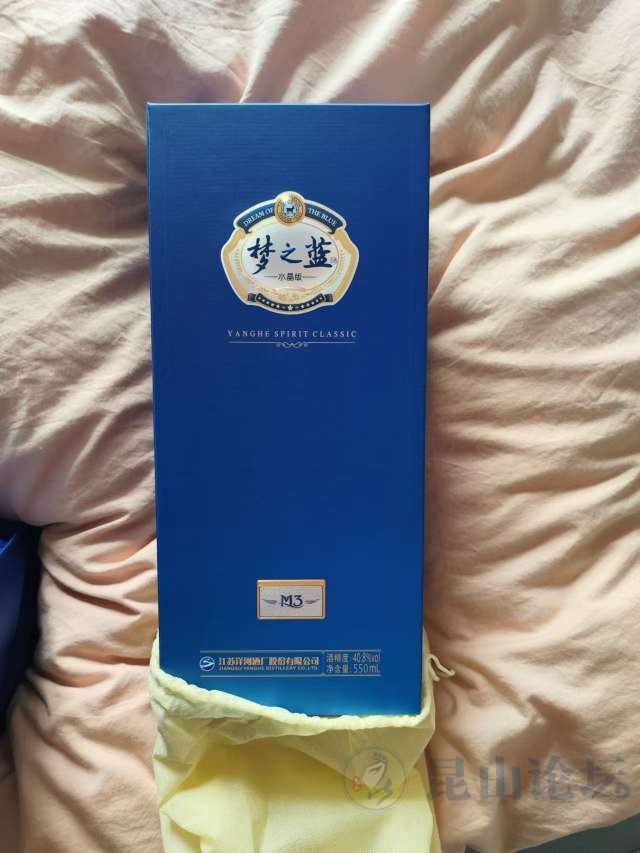 DREAM OF THE BLUE
梦之蓝
水晶版
YANGHE SPIRIT CLASSIC
M3
江苏洋河酒厂股份有限公司
JIANGSU YANGHE DISTILLERY CO.,LTD.
酒精度:40.8%vol
净含量:550mL
昆山论坛